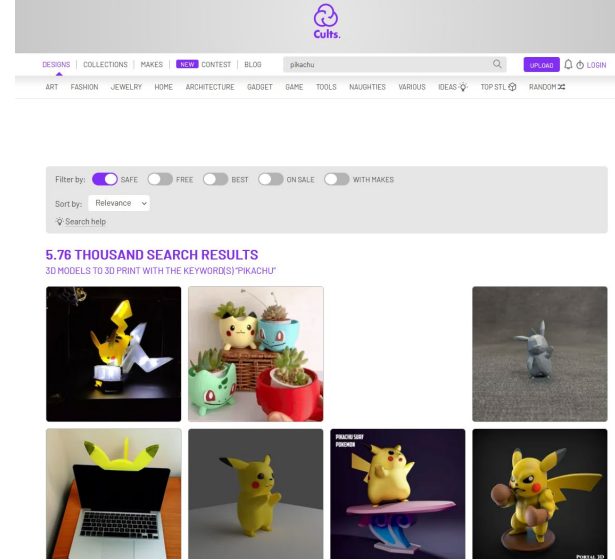 Cults.
DESIGNS | COLLECTIONS | MAKES | NEW CONTEST | BLOG pikachu UPLOAD LOGIN
ART FASHION JEWELRY HOME ARCHITECTURE GADGET GAME TOOLS NAUGHTIES VARIOUS IDEAS TOP STL RANDOM
Filter by: SAFE FREE BEST ON SALE WITH MAKES
Sort by: Relevance
Search help
5.76 THOUSAND SEARCH RESULTS
3D MODELS TO 3D PRINT WITH THE KEYWORD(S) "PIKACHU"
PIKACHU SURF
POKEMON
PORTAL 3D